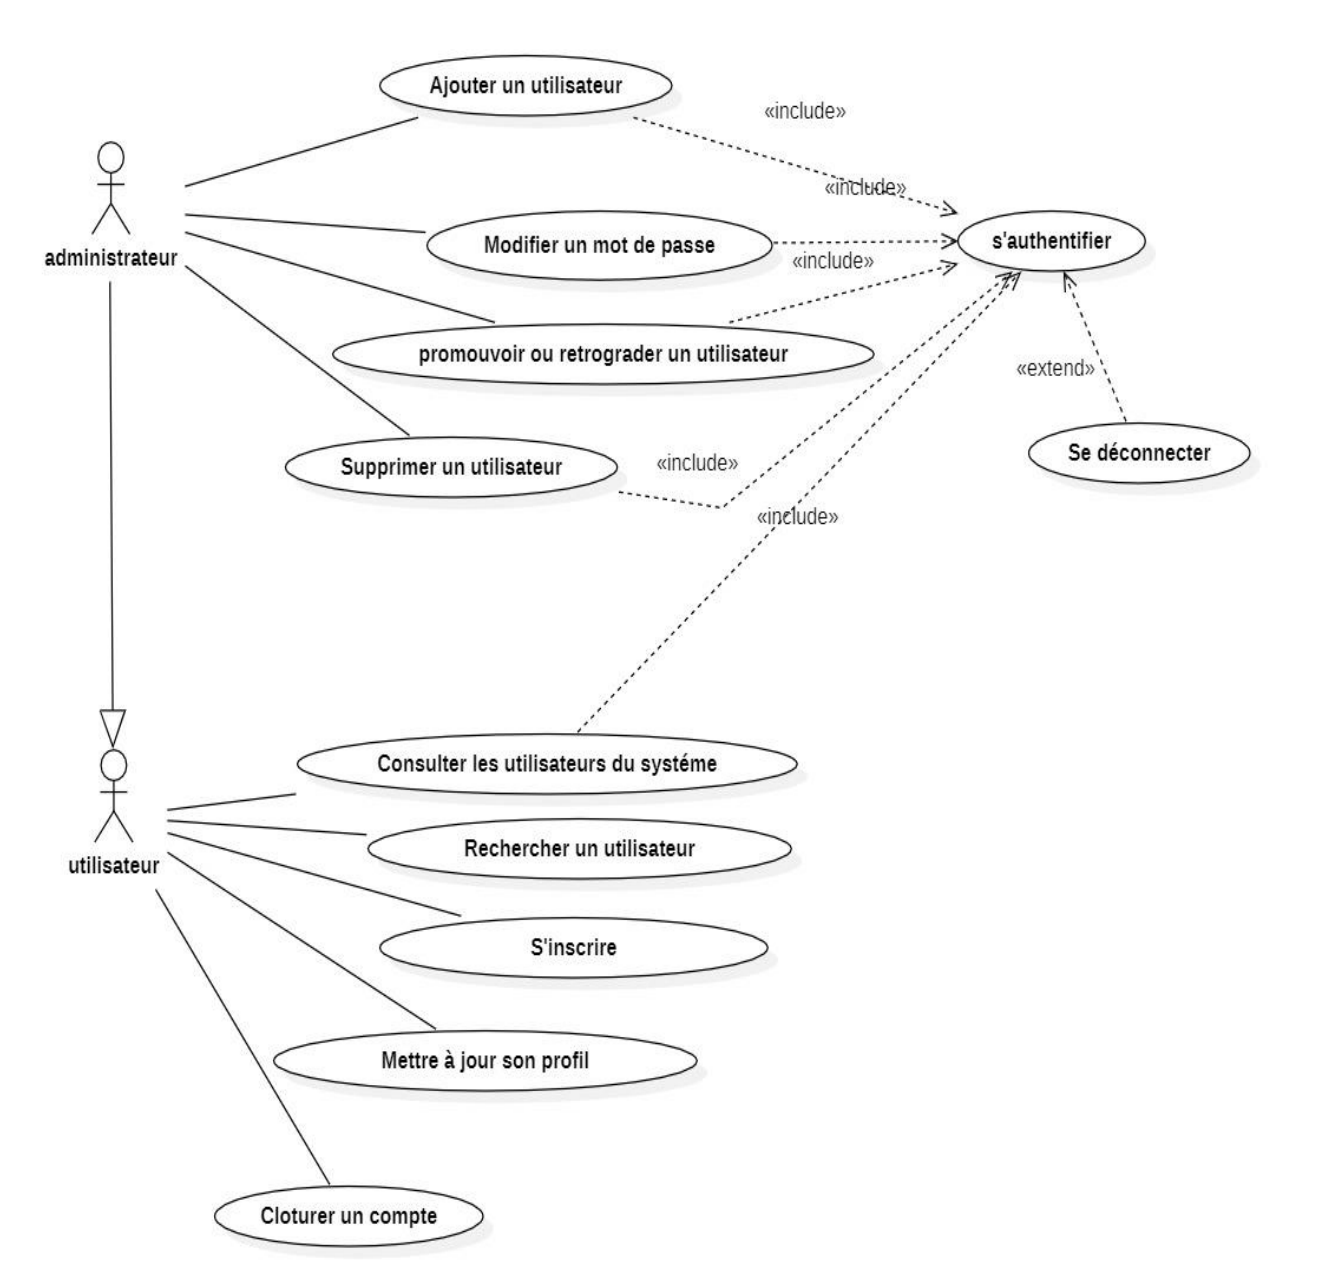 Ajouter un utilisateur
«include»
«include»
administrateur
Modifier un mot de passe
s'authentifier
«include»
promouvoir ou retrograder un utilisateur
«extend»
Supprimer un utilisateur
«include»
Se déconnecter
«include»
Consulter les utilisateurs du systéme
Rechercher un utilisateur
utilisateur
S'inscrire
Mettre à jour son profil
Cloturer un compte